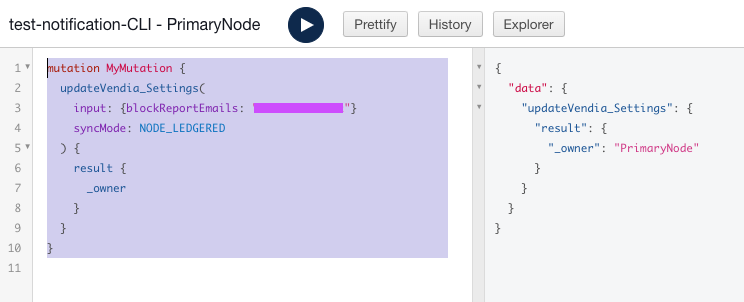 test-notification-CLI - PrimaryNode
Prettify
History
Explorer
1 mutation MyMutation {
2 updateVendia_Settings(
3 input: {blockReportEmails: "}
4 syncMode: NODE_LEDGERED
5 ) {
6 result {
7 _owner
8 }
9 }
10 }
11
{
"data": {
"updateVendia_Settings": {
"result": {
"_owner": "PrimaryNode"
}
}
}
}